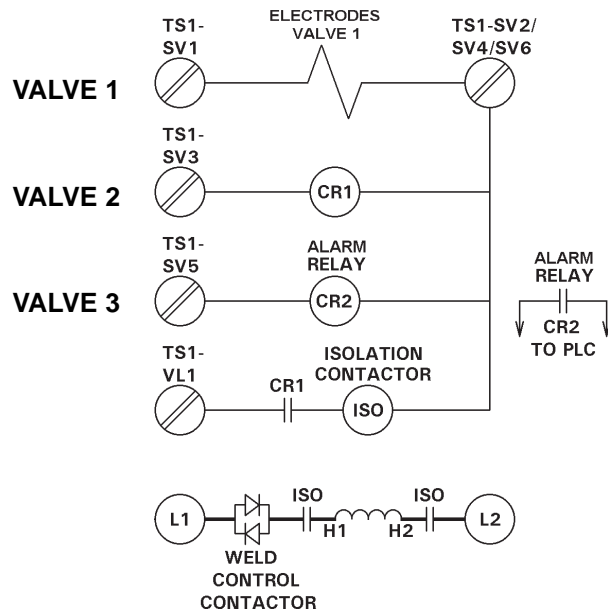 TS1-
SV1
ELECTRODES
VALVE 1
TS1-SV2/
SV4/SV6
VALVE 1
TS1-
SV3
VALVE 2
CR1
TS1-
SV5
ALARM
RELAY
VALVE 3
CR2
ALARM
RELAY
CR2
TO PLC
TS1-
VL1
CR1
ISOLATION
CONTACTOR
ISO
L1
ISO
H1
H2
ISO
L2
WELD
CONTROL
CONTACTOR